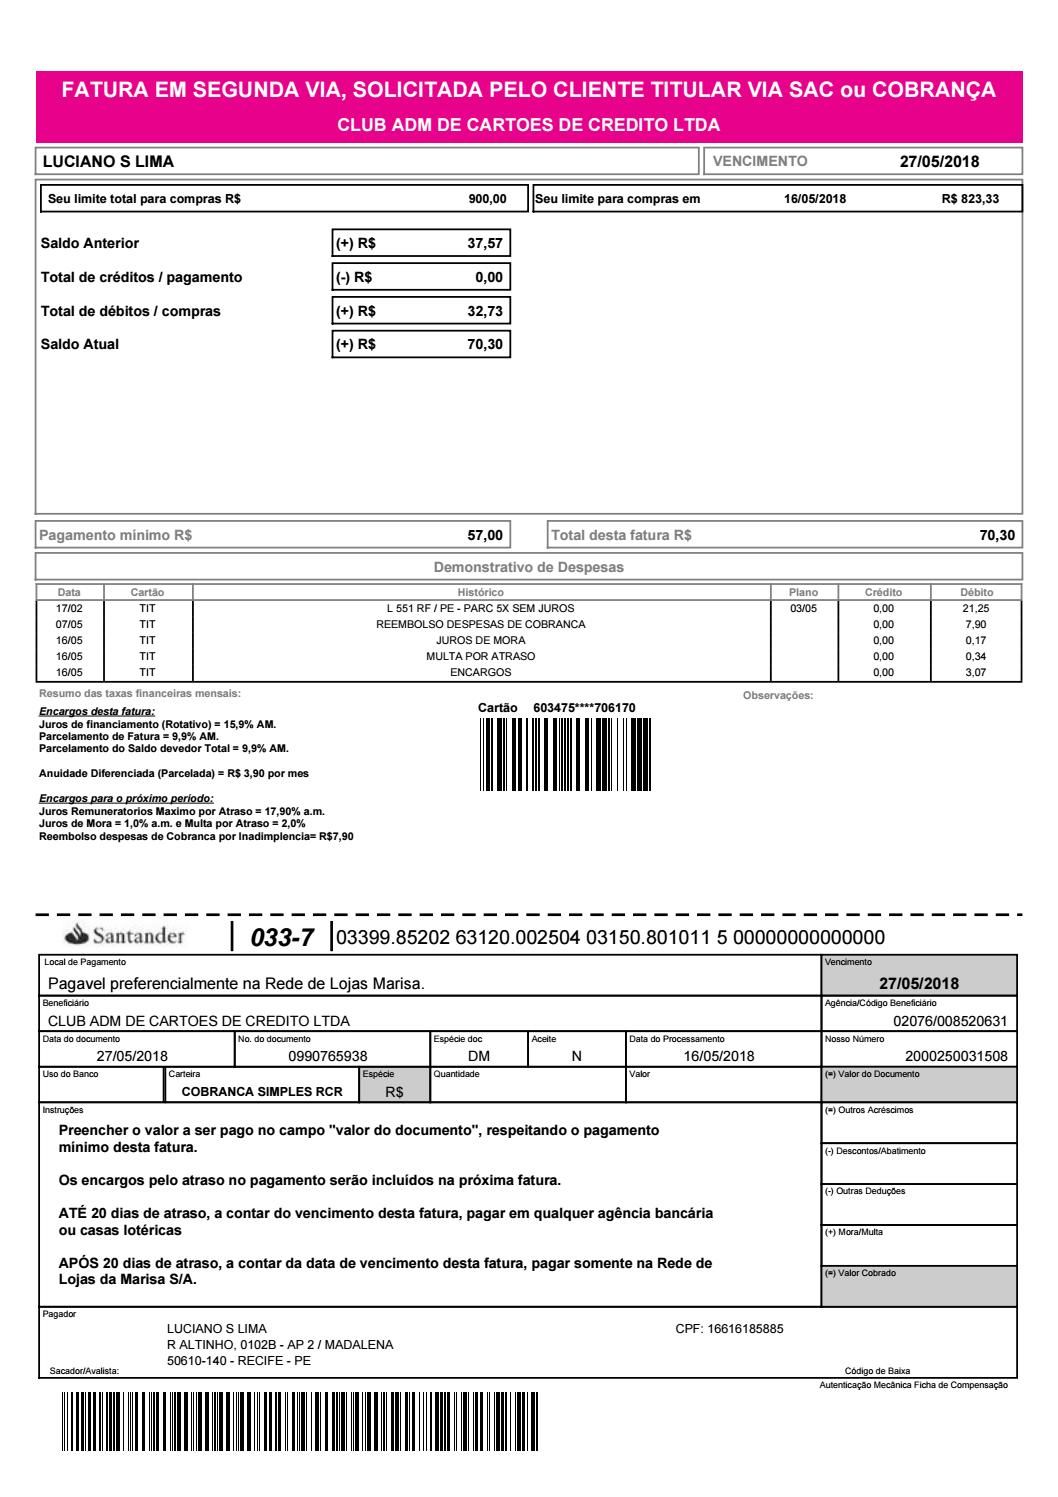 FATURA EM SEGUNDA VIA, SOLICITADA PELO CLIENTE TITULAR VIA SAC ou COBRANÇA
CLUB ADM DE CARTOES DE CREDITO LTDA
LUCIANO S LIMA VENCIMENTO 27/05/2018
Seu limite total para compras R$ 900,00 Seu limite para compras em 16/05/2018 R$ 823,33
Saldo Anterior (+) R$ 37,57
Total de créditos / pagamento (-) R$ 0,00
Total de débitos / compras (+) R$ 32,73
Saldo Atual (+) R$ 70,30
Pagamento mínimo R$ 57,00 Total desta fatura R$ 70,30
Demonstrativo de Despesas
Data Cartão Histórico Plano Crédito Débito
17/02 TIT L 551 RF / PE - PARC 5X SEM JUROS 03/05 0,00 21,25
07/05 TIT REEMBOLSO DESPESAS DE COBRANCA 0,00 7,90
16/05 TIT JUROS DE MORA 0,00 0,17
16/05 TIT MULTA POR ATRASO 0,00 0,34
16/05 TIT ENCARGOS 0,00 3,07
Resumo das taxas financeiras mensais: Observações:
Encargos desta fatura:
Juros de financiamento (Rotativo) = 15,9% AM.
Parcelamento de Fatura = 9,9% AM.
Parcelamento do Saldo devedor Total = 9,9% AM.
Anuidade Diferenciada (Parcelada) = R$ 3,90 por mes
Encargos para o próximo período:
Juros Remuneratorios Maximo por Atraso = 17,90% a.m.
Juros de Mora = 1,0% a.m. e Multa por Atraso = 2,0%
Reembolso despesas de Cobranca por Inadimplencia= R$7,90
Cartão 603475****706170
Santander 033-7 03399.85202 63120.002504 03150.801011 5 00000000000000
Local de Pagamento Vencimento
Pagavel preferencialmente na Rede de Lojas Marisa. 27/05/2018
Beneficiário Agência/Código Beneficiário
CLUB ADM DE CARTOES DE CREDITO LTDA 02076/008520631
Data do documento No. do documento Espécie doc Aceite Data do Processamento Nosso Número
27/05/2018 0990765938 DM N 16/05/2018 2000250031508
Uso do Banco Carteira Espécie Quantidade Valor (=) Valor do Documento
COBRANCA SIMPLES RCR R$
Instruções (=) Outros Acréscimos
Preencher o valor a ser pago no campo "valor do documento", respeitando o pagamento
mínimo desta fatura.
(-) Descontos/Abatimento
Os encargos pelo atraso no pagamento serão incluídos na próxima fatura.
(-) Outras Deduções
ATÉ 20 dias de atraso, a contar do vencimento desta fatura, pagar em qualquer agência bancária
ou casas lotéricas
(+) Mora/Multa
APÓS 20 dias de atraso, a contar da data de vencimento desta fatura, pagar somente na Rede de
Lojas da Marisa S/A.
(=) Valor Cobrado
Pagador
LUCIANO S LIMA CPF: 16616185885
R ALTINHO, 0102B - AP 2 / MADALENA
50610-140 - RECIFE - PE
Sacador/Avalista: Código de Baixa
Autenticação Mecânica Ficha de Compensação